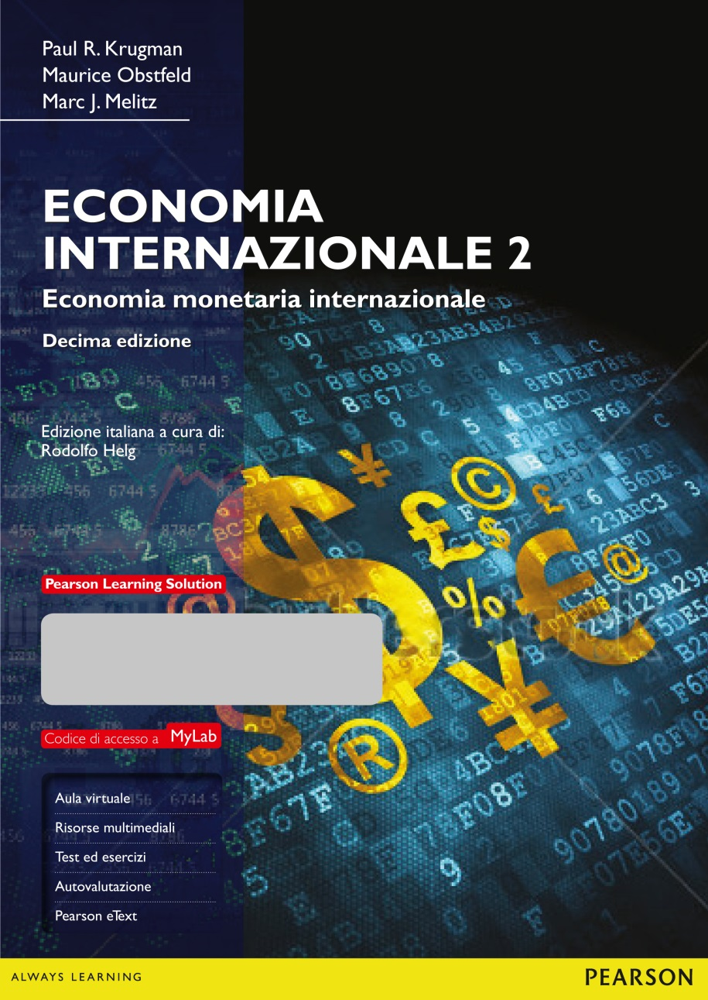 Paul R. Krugman
Maurice Obstfeld
Marc J. Melitz
ECONOMIA
INTERNAZIONALE 2
Economia monetaria internazionale
Decima edizione
Edizione italiana a cura di:
Rodolfo Helg
Pearson Learning Solution
Codice di accesso a MyLab
Aula virtuale
Risorse multimediali
Test ed esercizi
Autovalutazione
Pearson eText
ALWAYS LEARNING
PEARSON